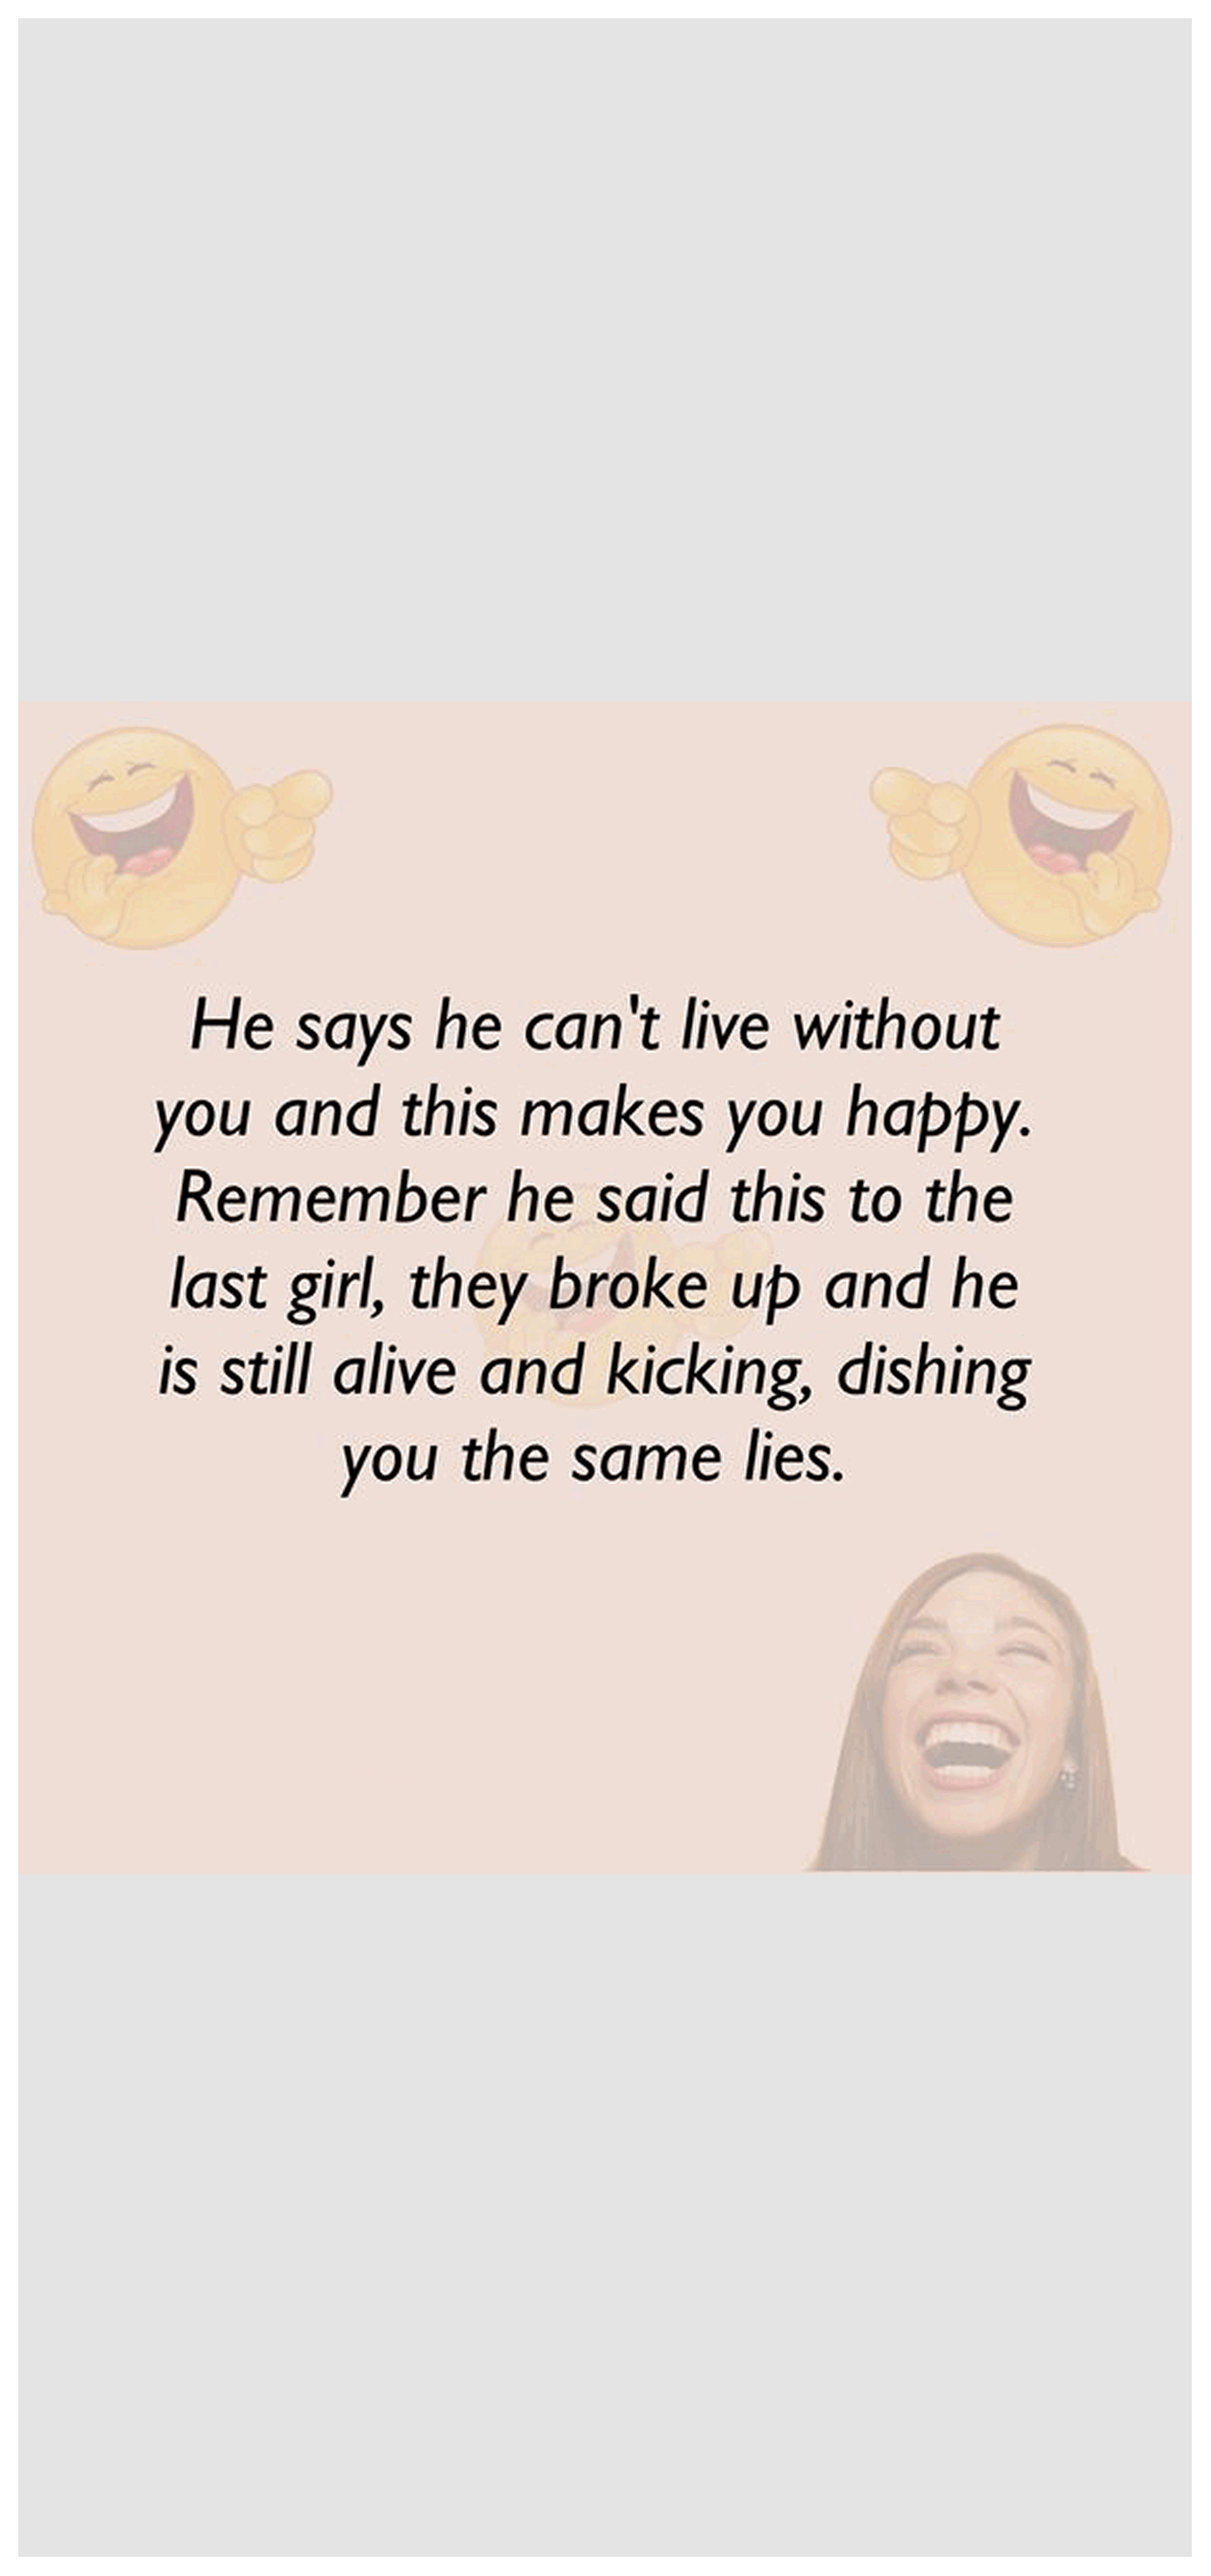 He says he can't live without
you and this makes you happy.
Remember he said this to the
last girl, they broke up and he
is still alive and kicking, dishing
you the same lies.